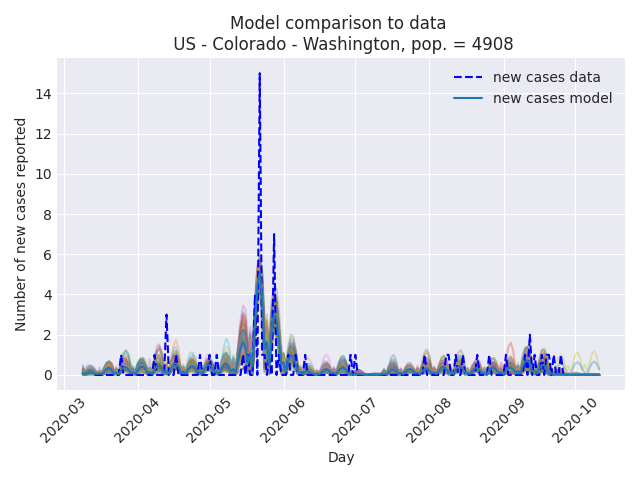 Model comparison to data
US - Colorado - Washington, pop. = 4908
new cases data
new cases model
Number of new cases reported
14
12
10
8
6
4
2
0
2020-03
2020-04
2020-05
2020-06
2020-07
2020-08
2020-09
2020-10
Day